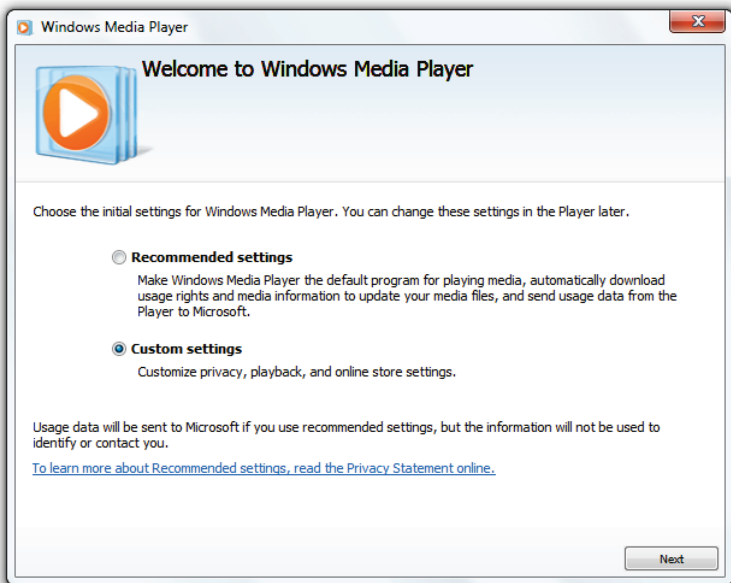 Windows Media Player
Welcome to Windows Media Player
Choose the initial settings for Windows Media Player. You can change these settings in the Player later.
Recommended settings
Make Windows Media Player the default program for playing media, automatically download
usage rights and media information to update your media files, and send usage data from the
Player to Microsoft.
Custom settings
Customize privacy, playback, and online store settings.
Usage data will be sent to Microsoft if you use recommended settings, but the information will not be used to
identify or contact you.
To learn more about Recommended settings, read the Privacy Statement online.
Next